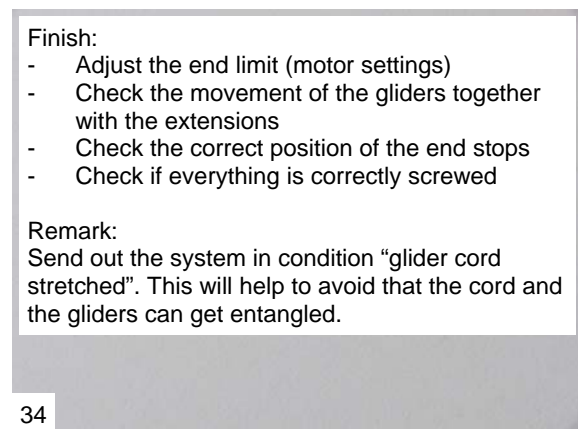 Finish:
- Adjust the end limit (motor settings)
- Check the movement of the gliders together
with the extensions
- Check the correct position of the end stops
- Check if everything is correctly screwed
Remark:
Send out the system in condition “glider cord
stretched”. This will help to avoid that the cord and
the gliders can get entangled.
34